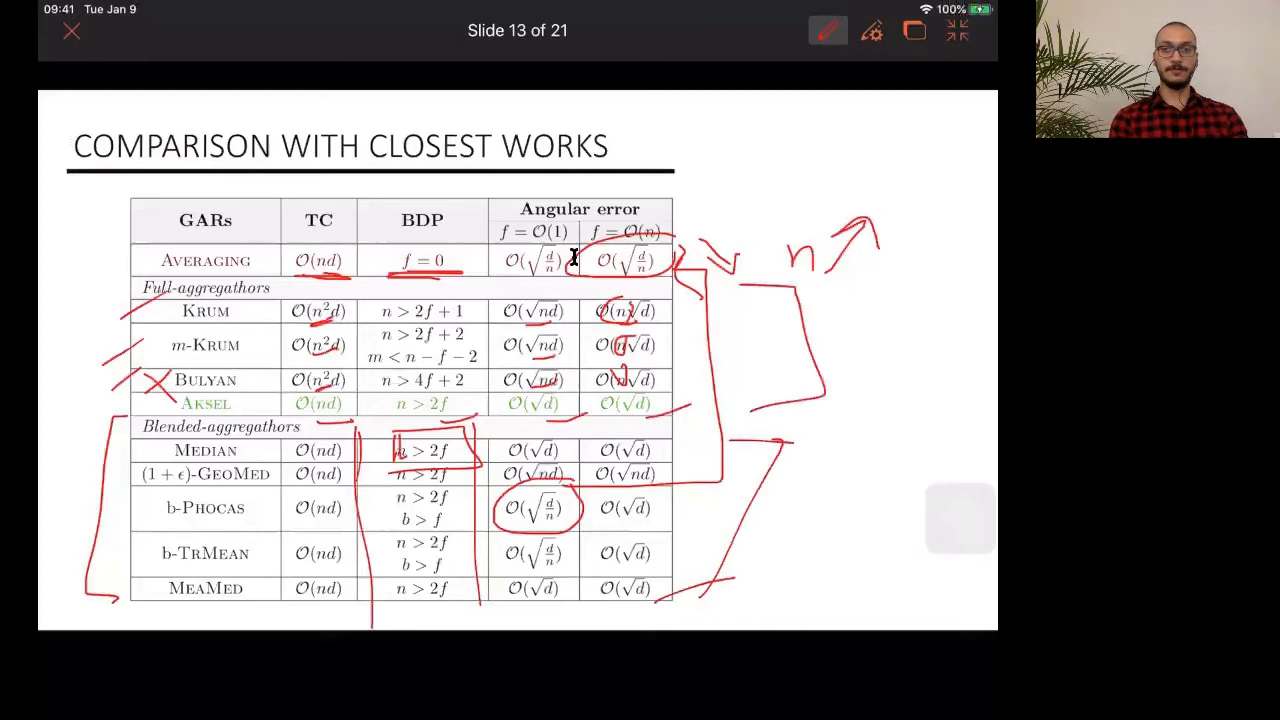 09:41 Tue Jan 9
100%
Slide 13 of 21
COMPARISON WITH CLOSEST WORKS
GARs TC BDP Angular error
f = O(1) f = O(n)
AVERAGING O(nd) f = 0 O(√(d/n)) O(√(d/n))
n
Full-aggregathors
KRUM O(n²d) n > 2f + 1 O(√nd) O(n√d)
m-KRUM O(n²d) n > 2f + 2 O(√nd) O(n√d)
m < n − f − 2
BULYAN O(n²d) n > 4f + 2 O(√nd) O(n√d)
AKSEL O(nd) n > 2f O(√d) O(√d)
Blended-aggregathors
MEDIAN O(nd) n > 2f O(√d) O(√d)
(1 + ϵ)-GEOMED O(nd) n > 2f O(√nd) O(√nd)
b-PHOCAS O(nd) n > 2f O(√(d/n)) O(√d)
b > f
b-TRMEAN O(nd) n > 2f O(√(d/n)) O(√d)
b > f
MEAMED O(nd) n > 2f O(√d) O(√d)